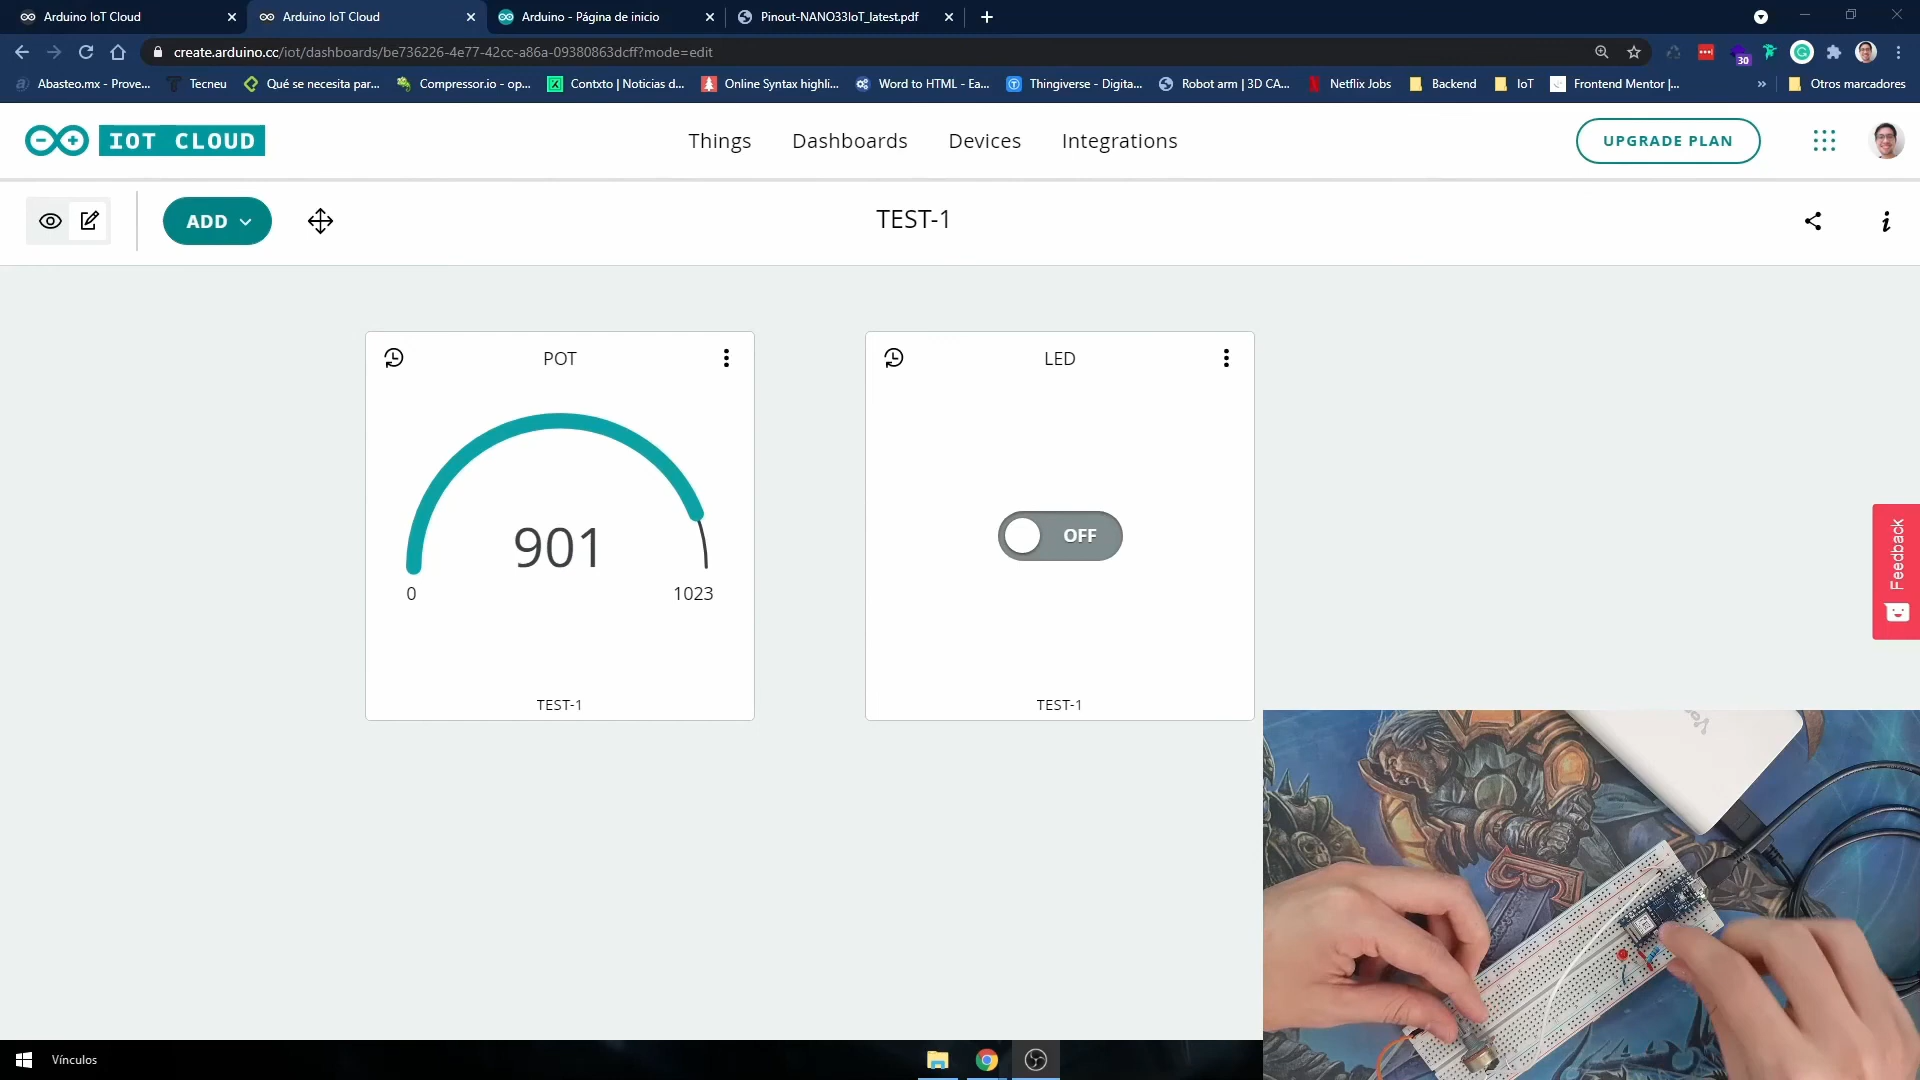 Arduino IoT Cloud
Arduino IoT Cloud
Arduino - Página de inicio
Pinout-NANO33IoT_latest.pdf
create.arduino.cc/iot/dashboards/be736226-4e77-42cc-a86a-09380863dcff?mode=edit
30
Abasteo.mx - Prove...
Tecneu
Qué se necesita par...
Compressor.io - op...
Contxto | Noticias d...
Online Syntax highli...
Word to HTML - Ea...
Thingiverse - Digita...
Robot arm | 3D CA...
Netflix Jobs
Backend
IoT
Frontend Mentor |...
»
Otros marcadores
IOT CLOUD
Things
Dashboards
Devices
Integrations
UPGRADE PLAN
ADD
TEST-1
POT
901
0
1023
TEST-1
LED
OFF
TEST-1
Feedback
Vínculos